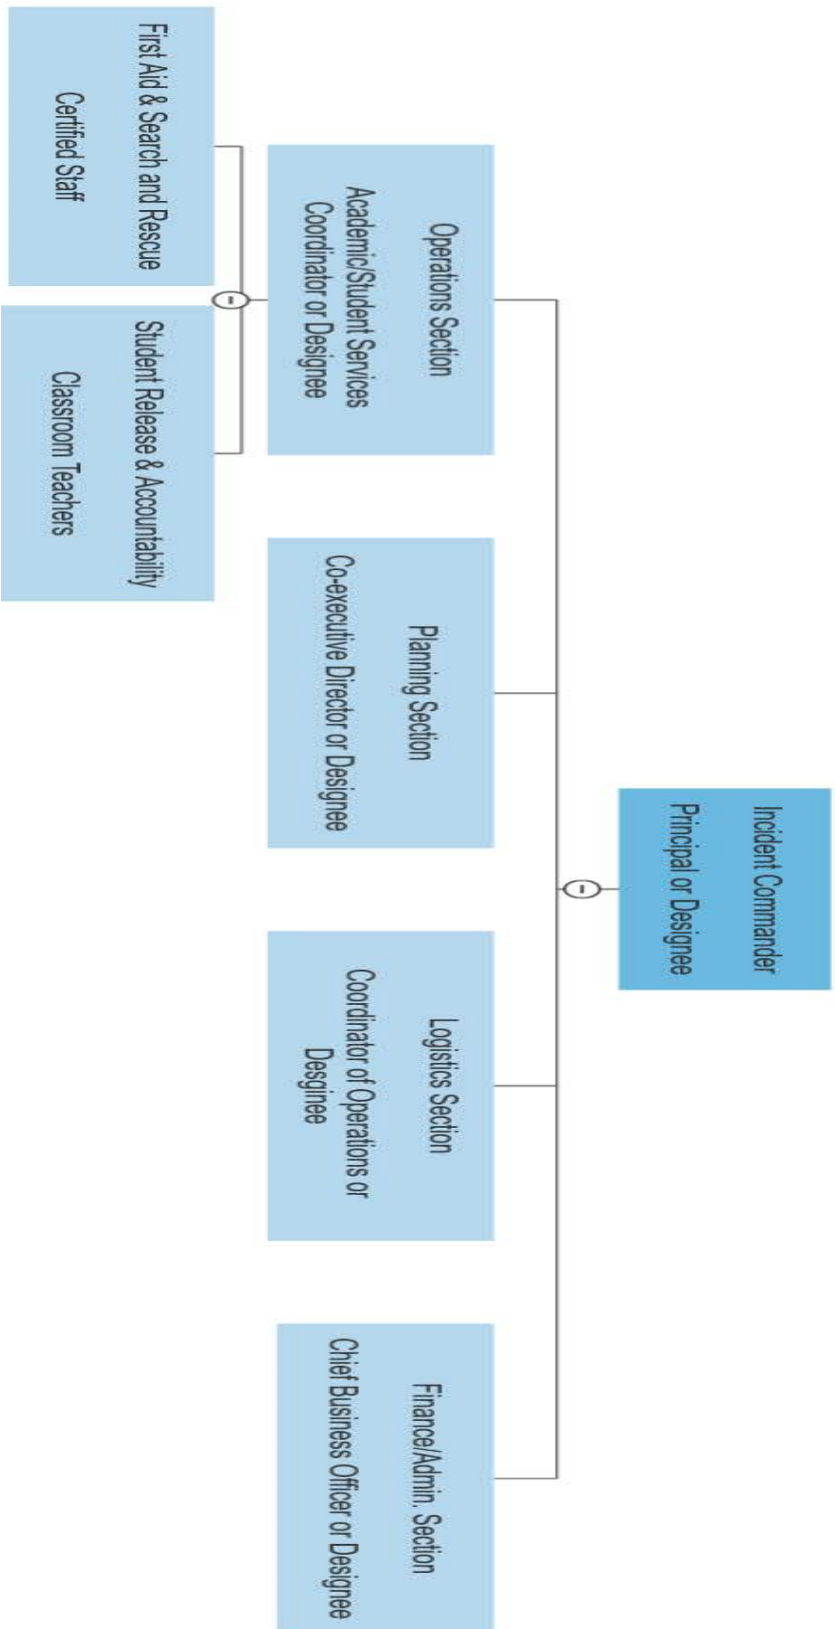 Incident Commander
Principal or Designee
Operations Section
Academic/Student Services
Coordinator or Designee
Planning Section
Co-executive Director or Designee
Logistics Section
Coordinator of Operations or
Desginee
Finance/Admin. Section
Chief Business Officer or Designee
First Aid & Search and Rescue
Certified Staff
Student Release & Accountability
Classroom Teachers